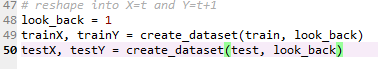 47 # reshape into X=t and Y=t+1
48 look_back = 1
49 trainX, trainY = create_dataset(train, look_back)
50 testX, testY = create_dataset(test, look_back)